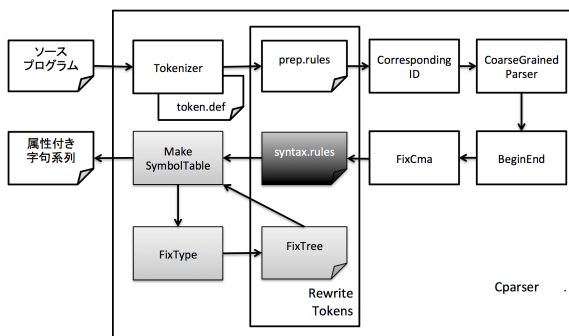 ソース
プログラム
Tokenizer
token.def
prep.rules
Corresponding
ID
CoarseGrained
Parser
属性付き
字句系列
Make
SymbolTable
syntax.rules
FixCma
BeginEnd
FixType
FixTree
Rewrite
Tokens
Cparser .